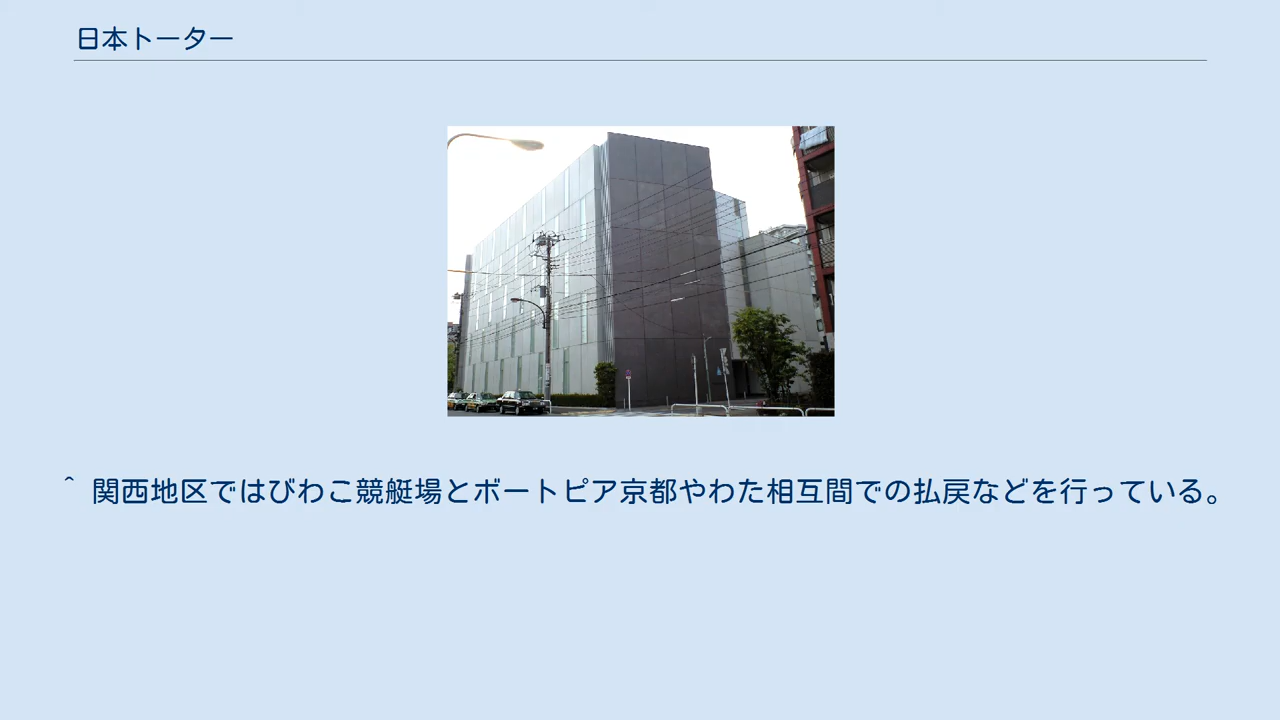 日本トーター
^ 関西地区ではびわこ競艇場とボートピア京都やわた相互間での払戻などを行っている。